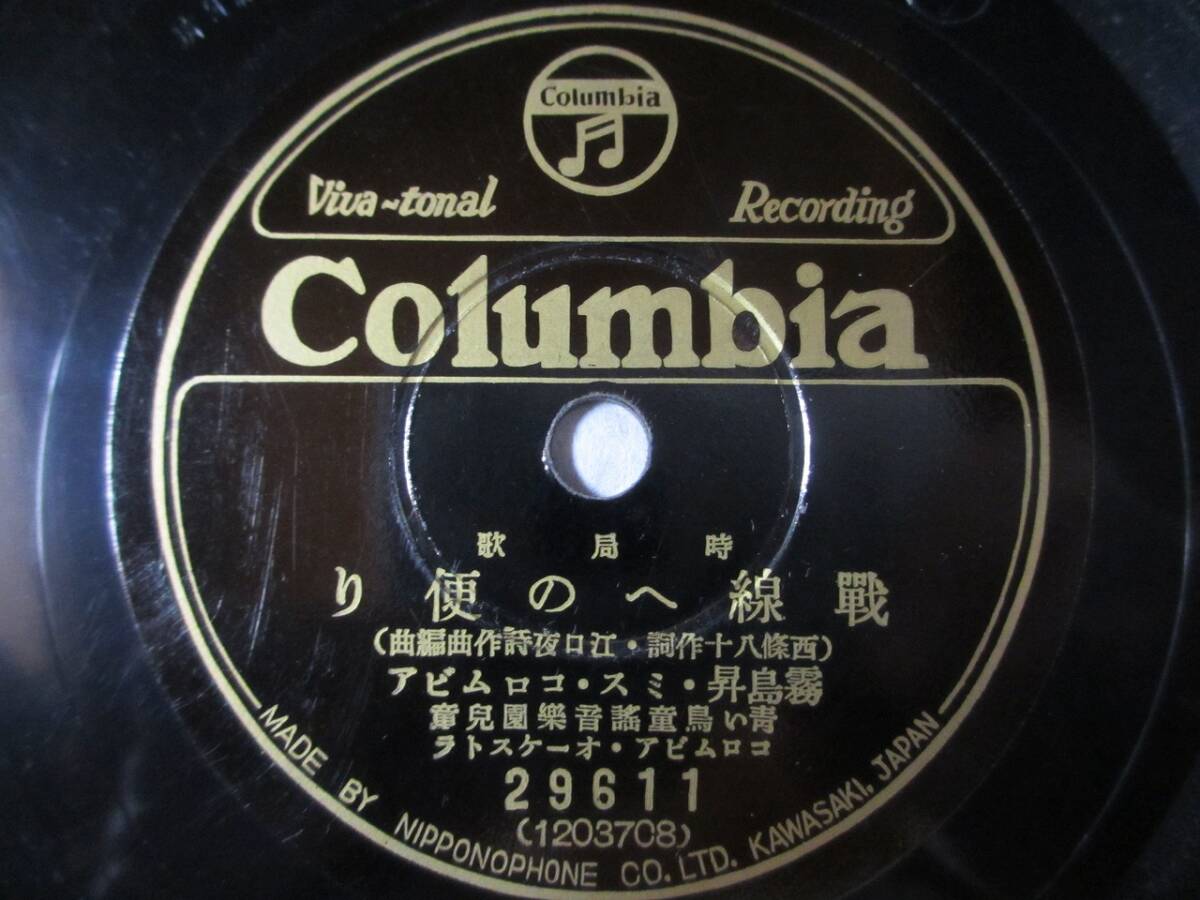 Columbia
Viva-tonal Recording
Columbia
時局歌
戰線への便り
(西條八十作詞・江口夜詩作曲編曲)
霧島昇・ミス・コロムビア
青い鳥童謠音樂園兒童
コロムビア・オーケストラ
29611
(1203708)
MADE BY NIPPONOPHONE CO. LTD. KAWASAKI, JAPAN